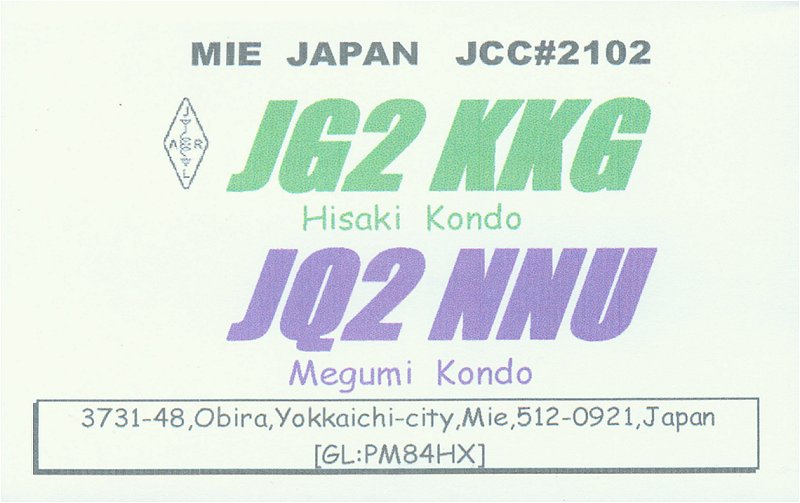 MIE JAPAN JCC#2102
J
A R
L
JG2 KKG
Hisaki Kondo
JQ2 NNU
Megumi Kondo
3731-48,Obira,Yokkaichi-city,Mie,512-0921,Japan
[GL:PM84HX]